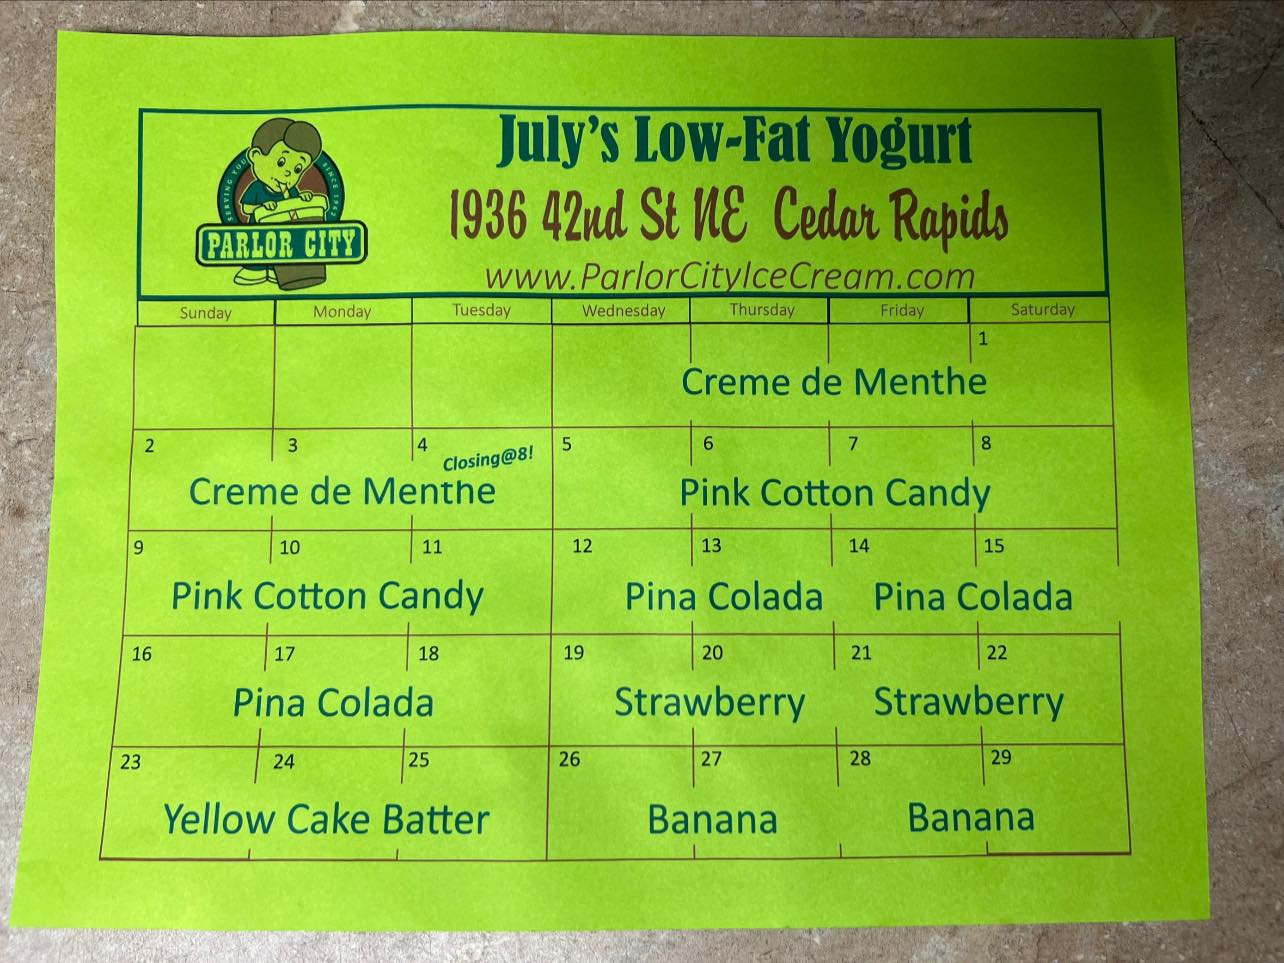 July's Low-Fat Yogurt
SERVING YOU SINCE 1942
PARLOR CITY
1936 42nd St NE Cedar Rapids
www.ParlorCityIceCream.com
Sunday Monday Tuesday Wednesday Thursday Friday Saturday
1
Creme de Menthe
2 3 4 5 6 7 8
Closing@8!
Creme de Menthe Pink Cotton Candy
9 10 11 12 13 14 15
Pink Cotton Candy Pina Colada Pina Colada
16 17 18 19 20 21 22
Pina Colada Strawberry Strawberry
23 24 25 26 27 28 29
Yellow Cake Batter Banana Banana